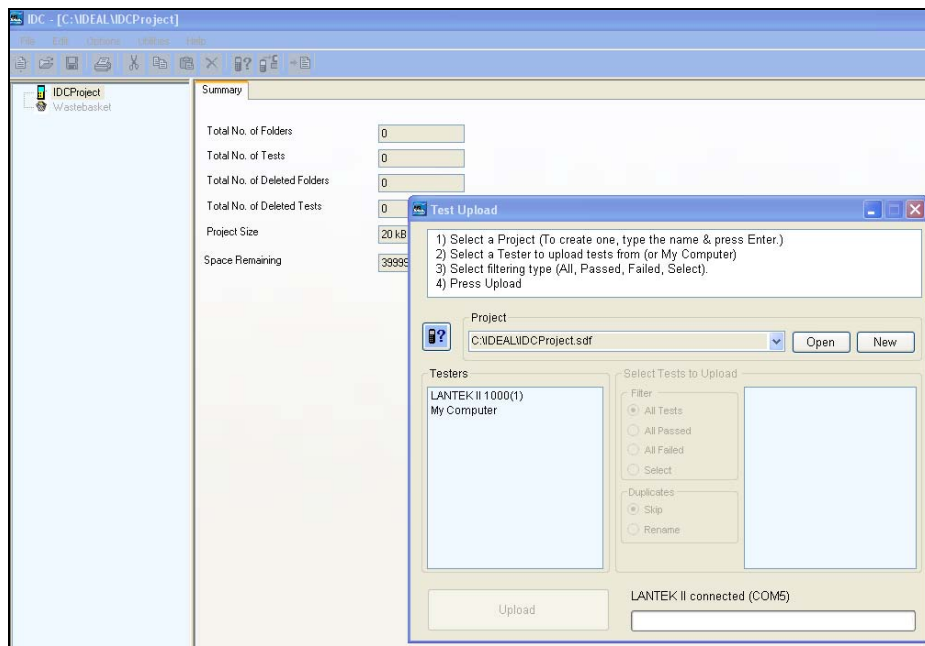 IDC - [C:\IDEAL\IDCProject]
File Edit Options Utilities Help
IDCProject
Wastebasket
Summary
Total No. of Folders 0
Total No. of Tests 0
Total No. of Deleted Folders 0
Total No. of Deleted Tests 0
Project Size 20 kB
Space Remaining 39999
Test Upload
1) Select a Project (To create one, type the name & press Enter.)
2) Select a Tester to upload tests from (or My Computer)
3) Select filtering type (All, Passed, Failed, Select).
4) Press Upload
Project
C:\IDEAL\IDCProject.sdf
Open New
Testers
LANTEK II 1000(1)
My Computer
Select Tests to Upload
Filter
All Tests
All Passed
All Failed
Select
Duplicates
Skip
Rename
Upload
LANTEK II connected (COM5)